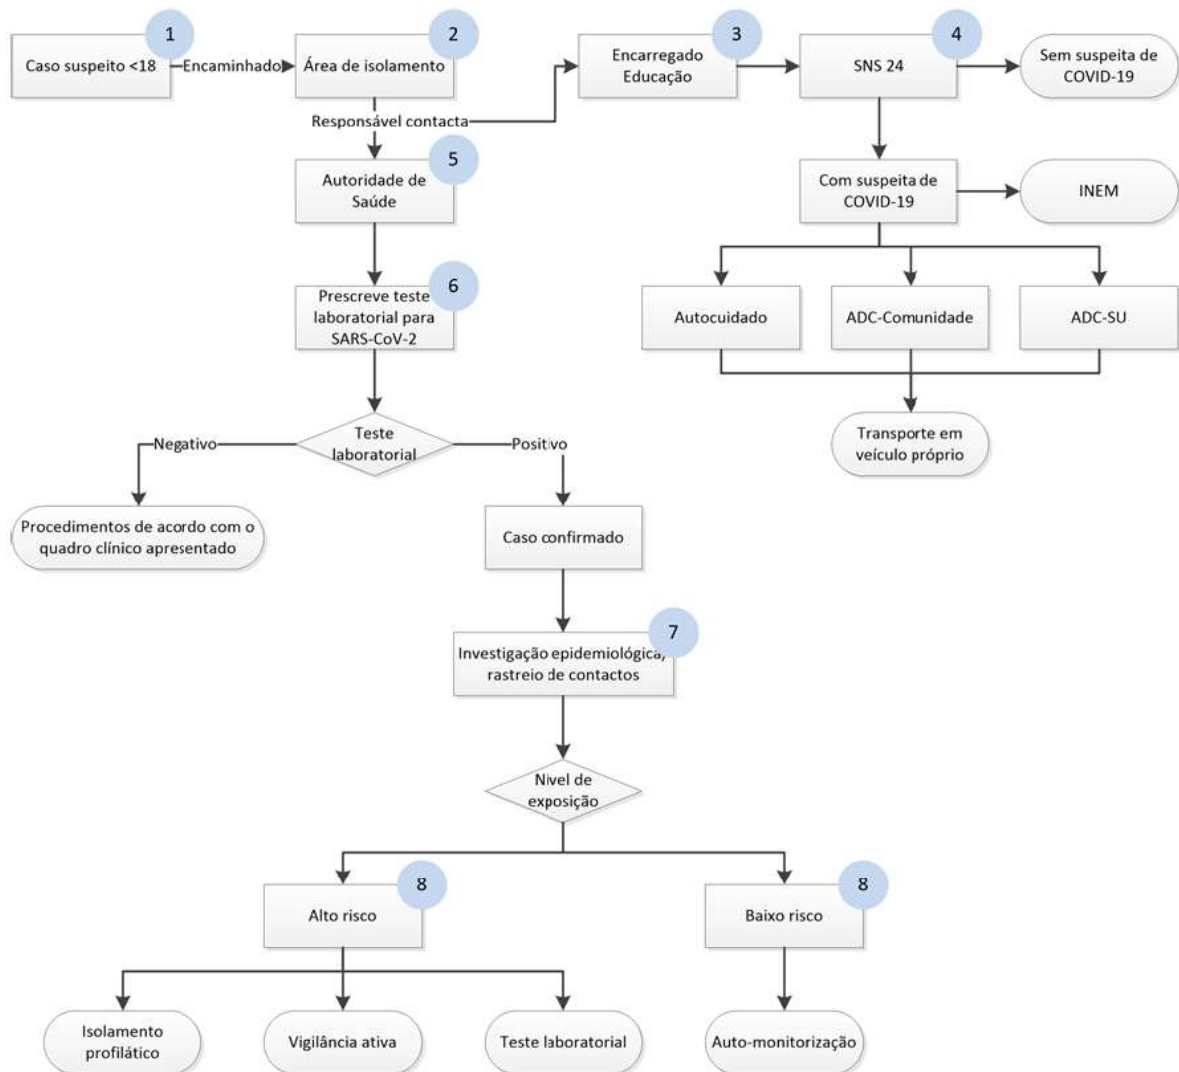 1
2
3
4
Caso suspeito <18
Encaminhado
Área de isolamento
Encarregado
Educação
SNS 24
Sem suspeita de
COVID-19
Responsável contacta
5
Autoridade de
Saúde
Com suspeita de
COVID-19
INEM
6
Prescreve teste
laboratorial para
SARS-CoV-2
Autocuidado
ADC-Comunidade
ADC-SU
Negativo
Teste
laboratorial
Positivo
Transporte em
veículo próprio
Procedimentos de acordo com o
quadro clínico apresentado
Caso confirmado
7
Investigação epidemiológica,
rastreio de contactos
Nivel de
exposição
8
8
Alto risco
Baixo risco
Isolamento
profilático
Vigilância ativa
Teste laboratorial
Auto-monitorização